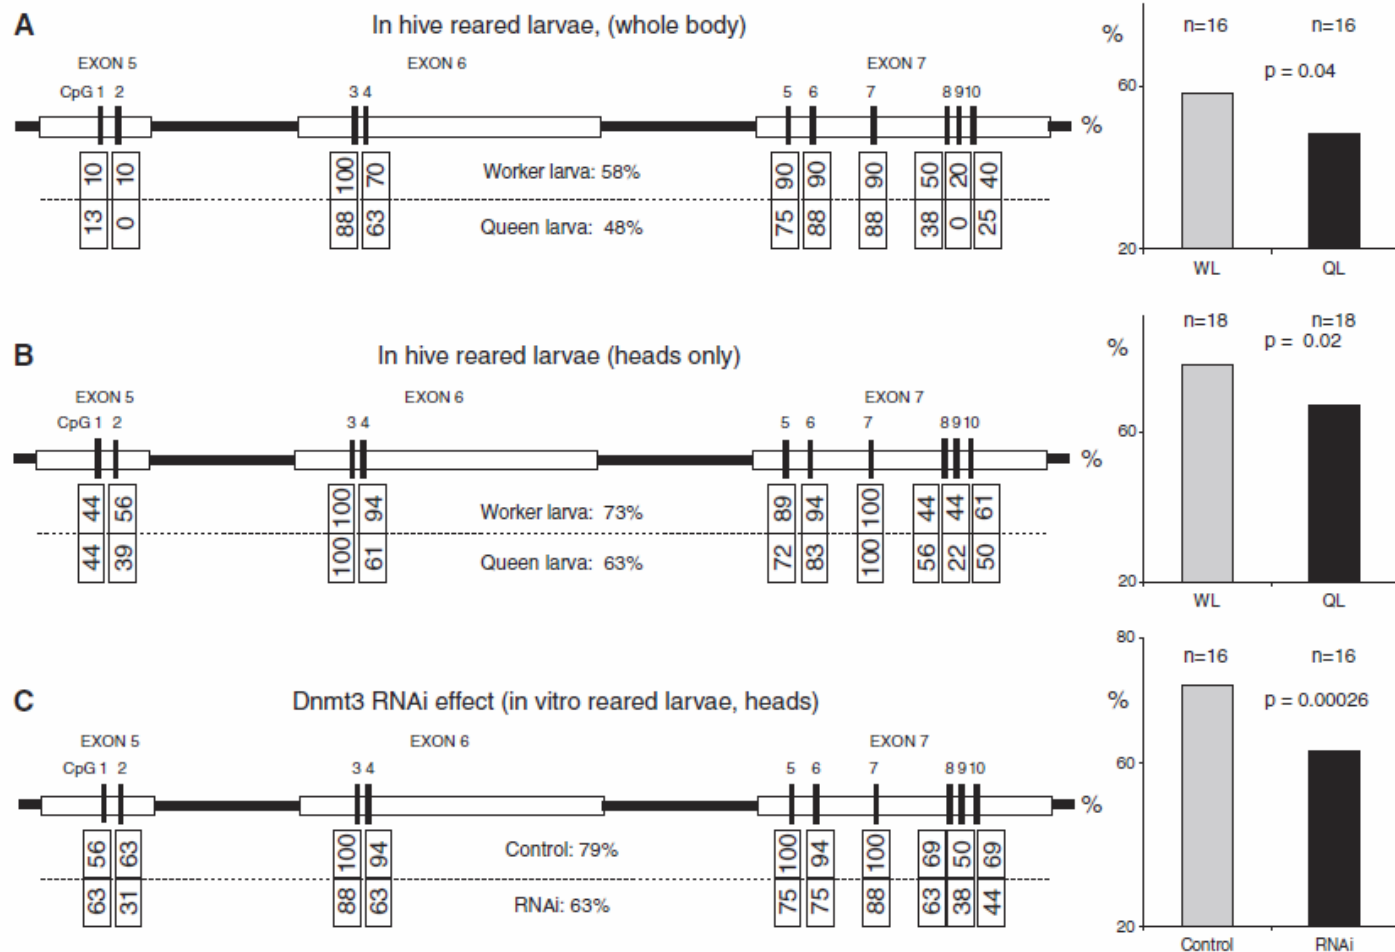 A
In hive reared larvae, (whole body)
EXON 5 EXON 6 EXON 7
CpG 1 2 3 4 5 6 7 8 9 10
%
10 10 100 70 90 90 90 50 20 40
Worker larva: 58%
13 0 88 63 75 88 88 38 0 25
Queen larva: 48%
% n=16 n=16
p = 0.04
60
20
WL QL
B
In hive reared larvae (heads only)
EXON 5 EXON 6 EXON 7
CpG 1 2 3 4 5 6 7 8 9 10
%
44 56 100 94 89 94 100 44 44 61
Worker larva: 73%
44 39 100 61 72 83 100 56 22 50
Queen larva: 63%
n=18 n=18
% p = 0.02
60
20
WL QL
C
Dnmt3 RNAi effect (in vitro reared larvae, heads)
EXON 5 EXON 6 EXON 7
CpG 1 2 3 4 5 6 7 8 9 10
%
56 63 100 94 100 94 100 69 50 69
Control: 79%
63 31 88 63 75 75 88 63 38 44
RNAi: 63%
80
n=16 n=16
% p = 0.00026
60
20
Control RNAi